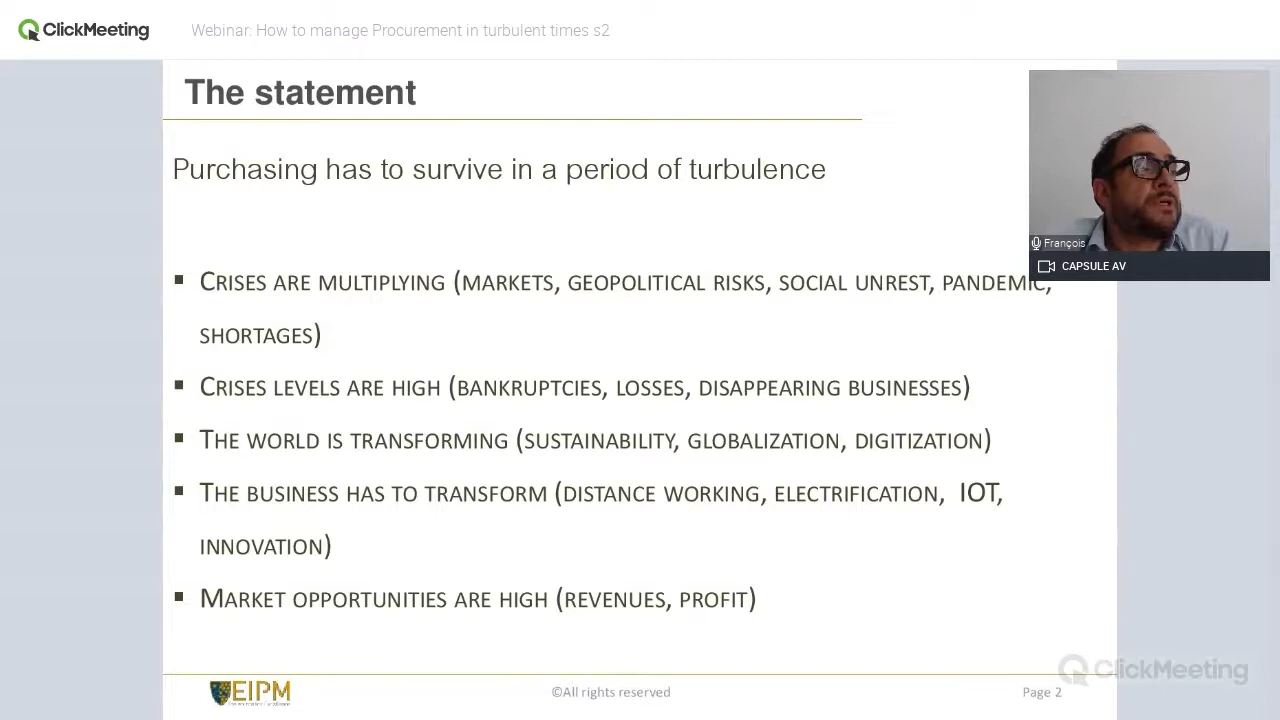 ClickMeeting
Webinar: How to manage Procurement in turbulent times s2
The statement
Purchasing has to survive in a period of turbulence
François
CAPSULE AV
▪ CRISES ARE MULTIPLYING (MARKETS, GEOPOLITICAL RISKS, SOCIAL UNREST, PANDEMIC,
SHORTAGES)
▪ CRISES LEVELS ARE HIGH (BANKRUPTCIES, LOSSES, DISAPPEARING BUSINESSES)
▪ THE WORLD IS TRANSFORMING (SUSTAINABILITY, GLOBALIZATION, DIGITIZATION)
▪ THE BUSINESS HAS TO TRANSFORM (DISTANCE WORKING, ELECTRIFICATION, IOT,
INNOVATION)
▪ MARKET OPPORTUNITIES ARE HIGH (REVENUES, PROFIT)
ClickMeeting
EIPM
©All rights reserved
Page 2